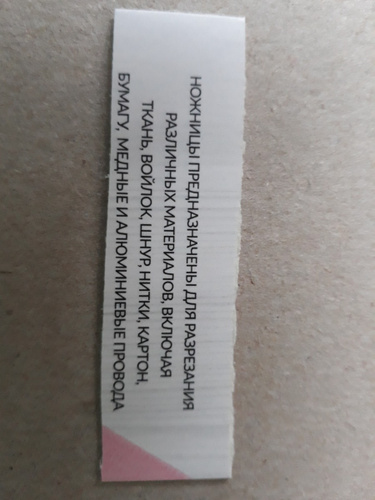 НОЖНИЦЫ ПРЕДНАЗНАЧЕНЫ ДЛЯ РАЗРЕЗАНИЯ
РАЗЛИЧНЫХ МАТЕРИАЛОВ, ВКЛЮЧАЯ
ТКАНЬ, ВОЙЛОК, ШНУР, НИТКИ, КАРТОН,
БУМАГУ, МЕДНЫЕ И АЛЮМИНИЕВЫЕ ПРОВОДА